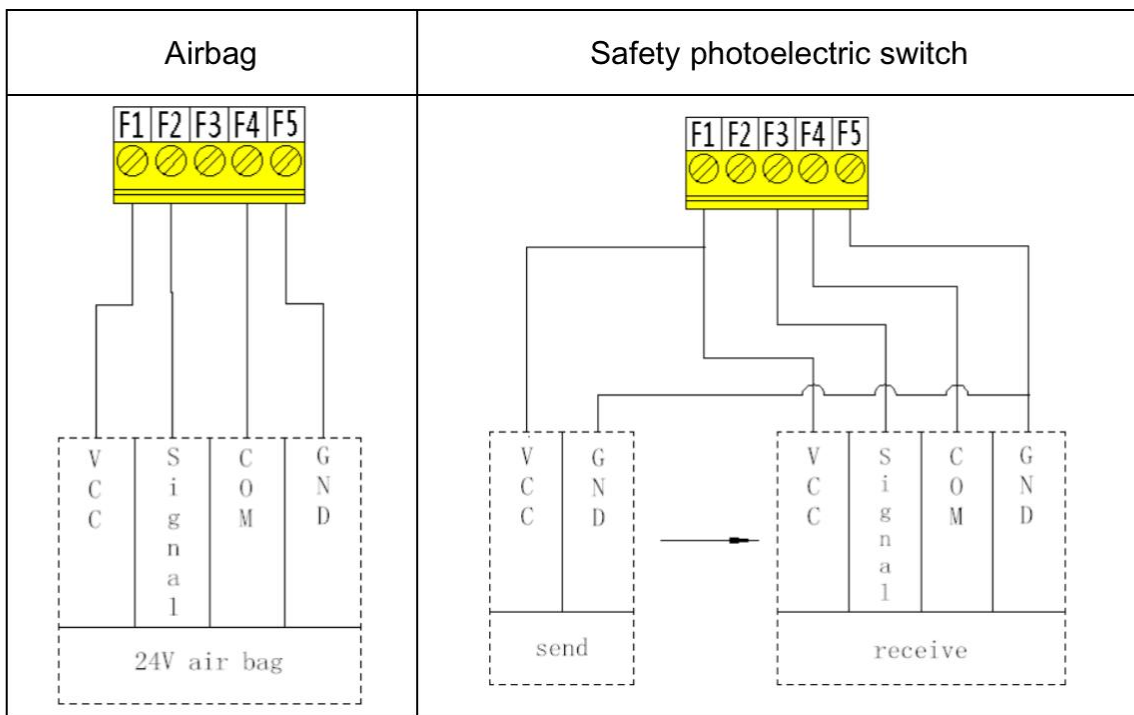 Airbag
Safety photoelectric switch
F1 F2 F3 F4 F5
VCC
Signal
COM
GND
24V air bag
F1 F2 F3 F4 F5
VCC
GND
send
VCC
Signal
COM
GND
receive